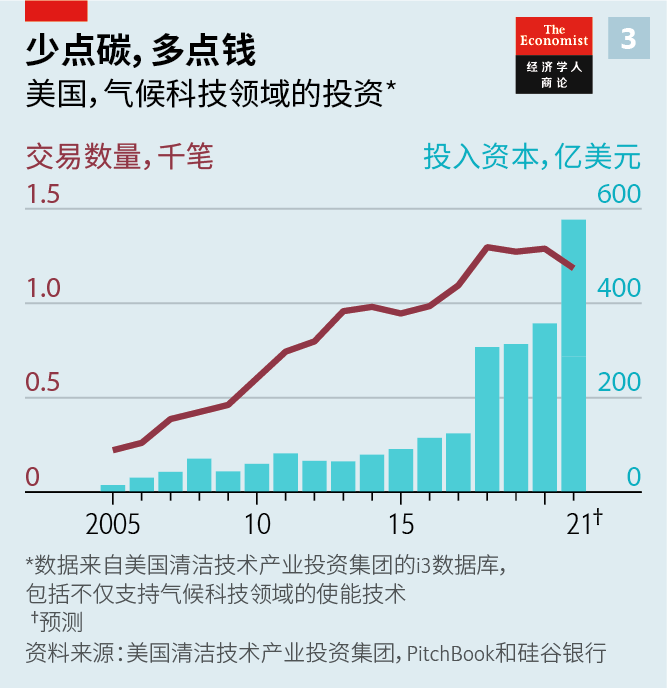 少点碳，多点钱
The
Economist
经济学人
商论
3
美国，气候科技领域的投资*
交易数量，千笔
投入资本，亿美元
1.5
600
1.0
400
0.5
200
0
0
2005
10
15
21†
*数据来自美国清洁技术产业投资集团的i3数据库，
包括不仅支持气候科技领域的使能技术
†预测
资料来源：美国清洁技术产业投资集团，PitchBook和硅谷银行